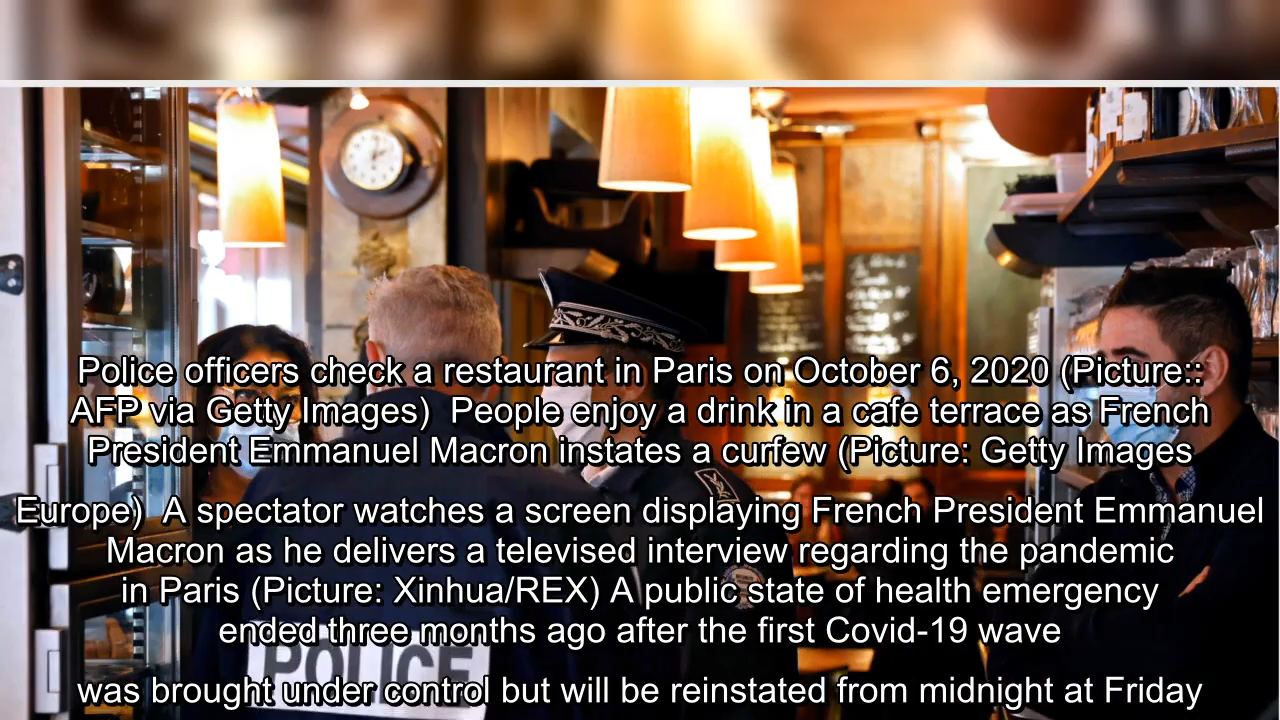 Police officers check a restaurant in Paris on October 6, 2020 (Picture::
AFP via Getty Images)  People enjoy a drink in a cafe terrace as French
President Emmanuel Macron instates a curfew (Picture: Getty Images
Europe)  A spectator watches a screen displaying French President Emmanuel
Macron as he delivers a televised interview regarding the pandemic
in Paris (Picture: Xinhua/REX) A public state of health emergency
ended three months ago after the first Covid-19 wave
POLICE
was brought under control but will be reinstated from midnight at Friday